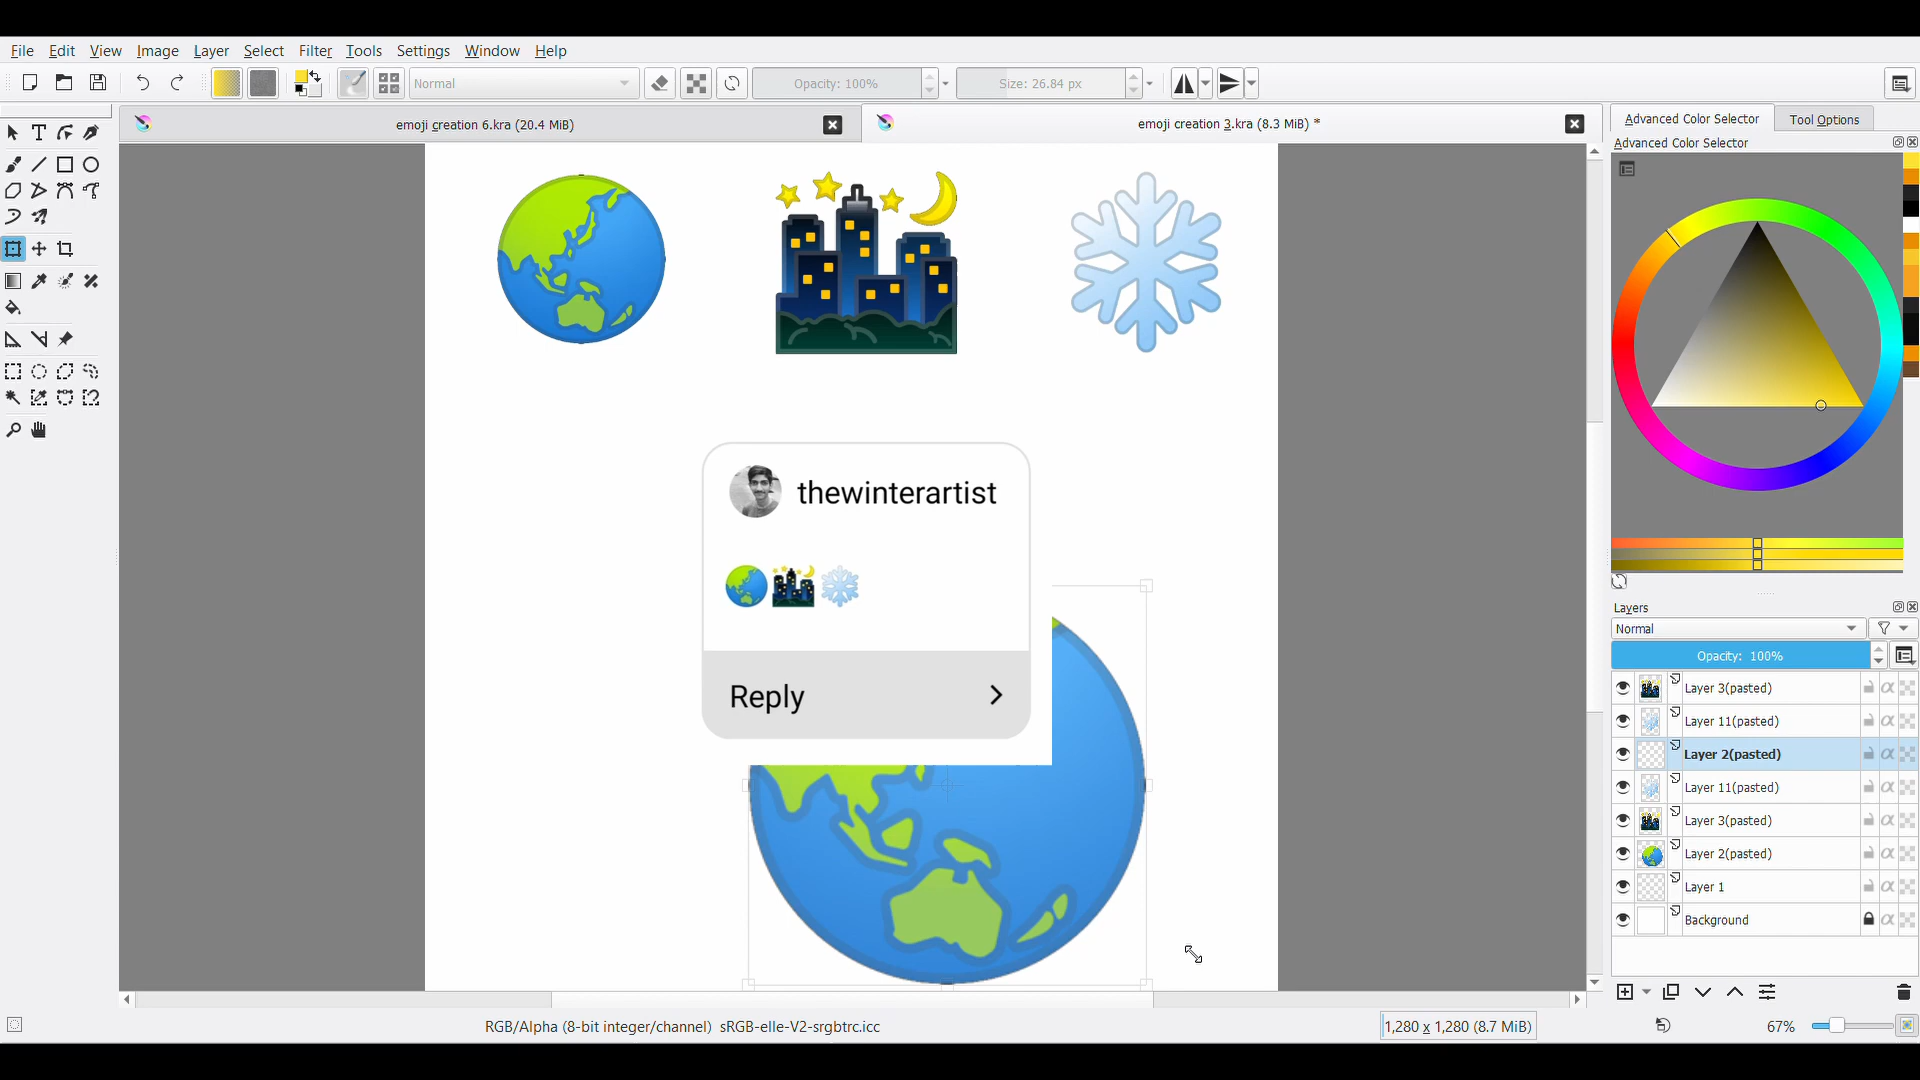 File Edit View Image Layer Select Filter Tools Settings Window Help
Normal
Opacity: 100%
Size: 26.84 px
emoji creation 6.kra (20.4 MiB)
emoji creation 3.kra (8.3 MiB) *
Advanced Color Selector
Tool Options
Advanced Color Selector
thewinterartist
Reply
Layers
Normal
Opacity: 100%
Layer 3(pasted)
Layer 11(pasted)
Layer 2(pasted)
Layer 11(pasted)
Layer 3(pasted)
Layer 2(pasted)
Layer 1
Background
RGB/Alpha (8-bit integer/channel) sRGB-elle-V2-srgbtrc.icc
1,280 x 1,280 (8.7 MiB)
67%